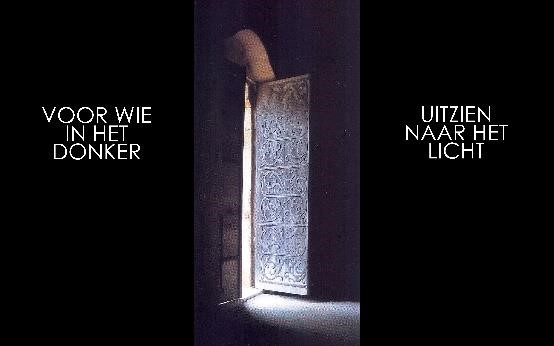 VOOR WIE
IN HET
DONKER
UITZIEN
NAAR HET
LICHT